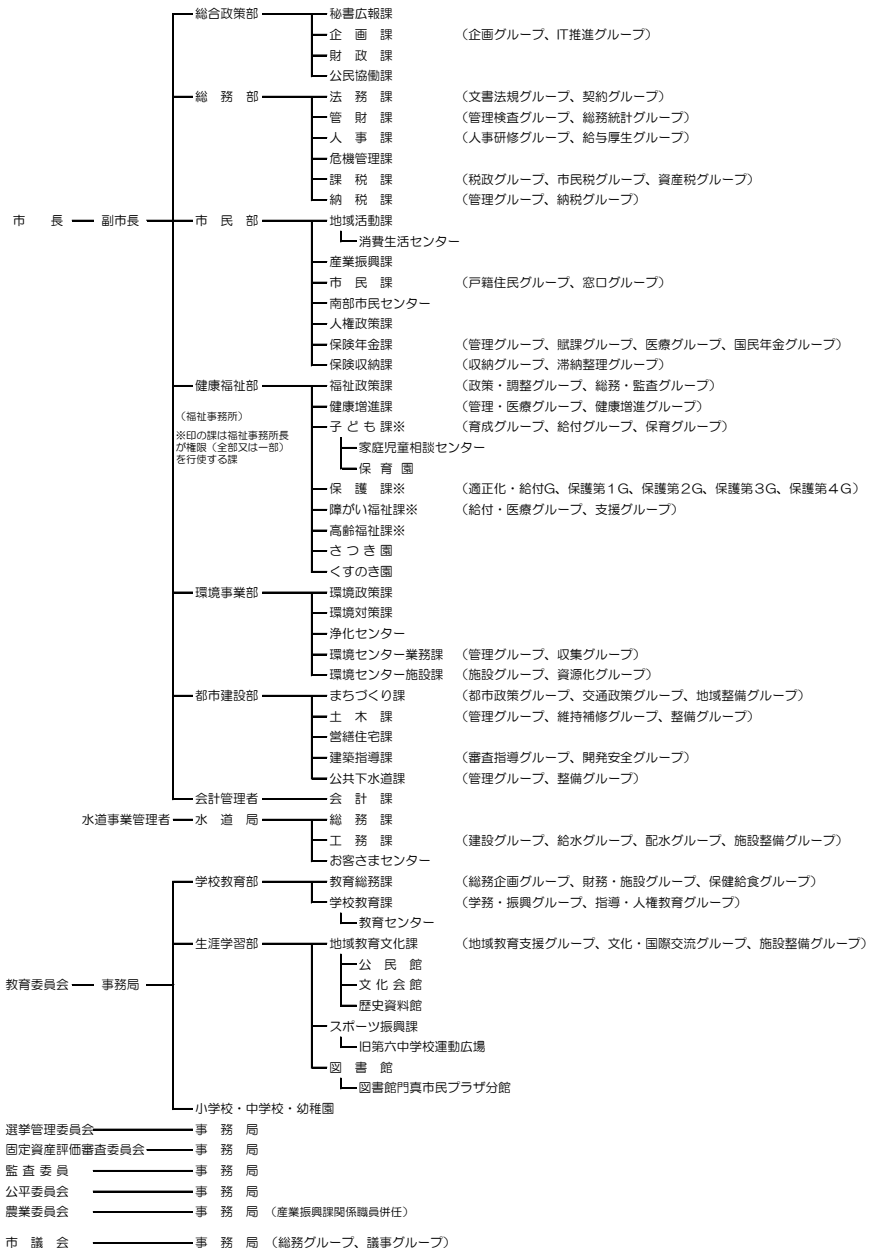 総合政策部 秘書広報課
企画課 （企画グループ、IT推進グループ）
財政課
公民協働課
総務部 法務課 （文書法規グループ、契約グループ）
管財課 （管理検査グループ、総務統計グループ）
人事課 （人事研修グループ、給与厚生グループ）
危機管理課
課税課 （税政グループ、市民税グループ、資産税グループ）
納税課 （管理グループ、納税グループ）
市長 副市長 市民部 地域活動課
消費生活センター
産業振興課
市民課 （戸籍住民グループ、窓口グループ）
南部市民センター
人権政策課
保険年金課 （管理グループ、賦課グループ、医療グループ、国民年金グループ）
保険収納課 （収納グループ、滞納整理グループ）
健康福祉部 福祉政策課 （政策・調整グループ、総務・監査グループ）
健康増進課 （管理・医療グループ、健康増進グループ）
（福祉事務所）
子ども課※ （育成グループ、給付グループ、保育グループ）
※印の課は福祉事務所長
が権限（全部又は一部）
を行使する課
家庭児童相談センター
保育園
保護課※ （適正化・給付G、保護第1G、保護第2G、保護第3G、保護第4G）
障がい福祉課※ （給付・医療グループ、支援グループ）
高齢福祉課※
さつき園
くすのき園
環境事業部 環境政策課
環境対策課
浄化センター
環境センター業務課 （管理グループ、収集グループ）
環境センター施設課 （施設グループ、資源化グループ）
都市建設部 まちづくり課 （都市政策グループ、交通政策グループ、地域整備グループ）
土木課 （管理グループ、維持補修グループ、整備グループ）
営繕住宅課
建築指導課 （審査指導グループ、開発安全グループ）
公共下水道課 （管理グループ、整備グループ）
会計管理者 会計課
水道事業管理者 水道局 総務課
工務課 （建設グループ、給水グループ、配水グループ、施設整備グループ）
お客さまセンター
学校教育部 教育総務課 （総務企画グループ、財務・施設グループ、保健給食グループ）
学校教育課 （学務・振興グループ、指導・人権教育グループ）
教育センター
生涯学習部 地域教育文化課 （地域教育支援グループ、文化・国際交流グループ、施設整備グループ）
公民館
教育委員会 事務局 文化会館
歴史資料館
スポーツ振興課
旧第六中学校運動広場
図書館
図書館門真市民プラザ分館
小学校・中学校・幼稚園
選挙管理委員会 事務局
固定資産評価審査委員会 事務局
監査委員 事務局
公平委員会 事務局
農業委員会 事務局 （産業振興課関係職員併任）
市議会 事務局 （総務グループ、議事グループ）